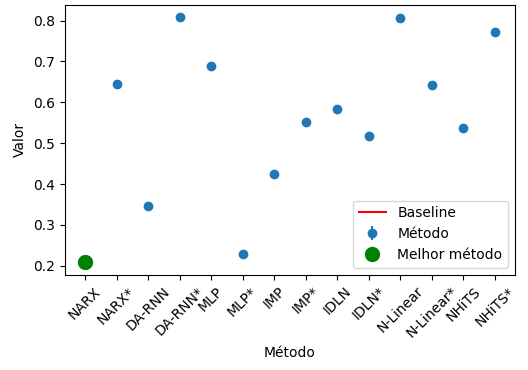 0.8
0.7
0.6
0.5
0.4
0.3
0.2
Valor
Baseline
Método
Melhor método
NARX
NARX*
DA-RNN
DA-RNN*
MLP
MLP*
IMP
IMP*
IDLN
IDLN*
N-Linear
N-Linear*
NHiTS
NHiTS*
Método